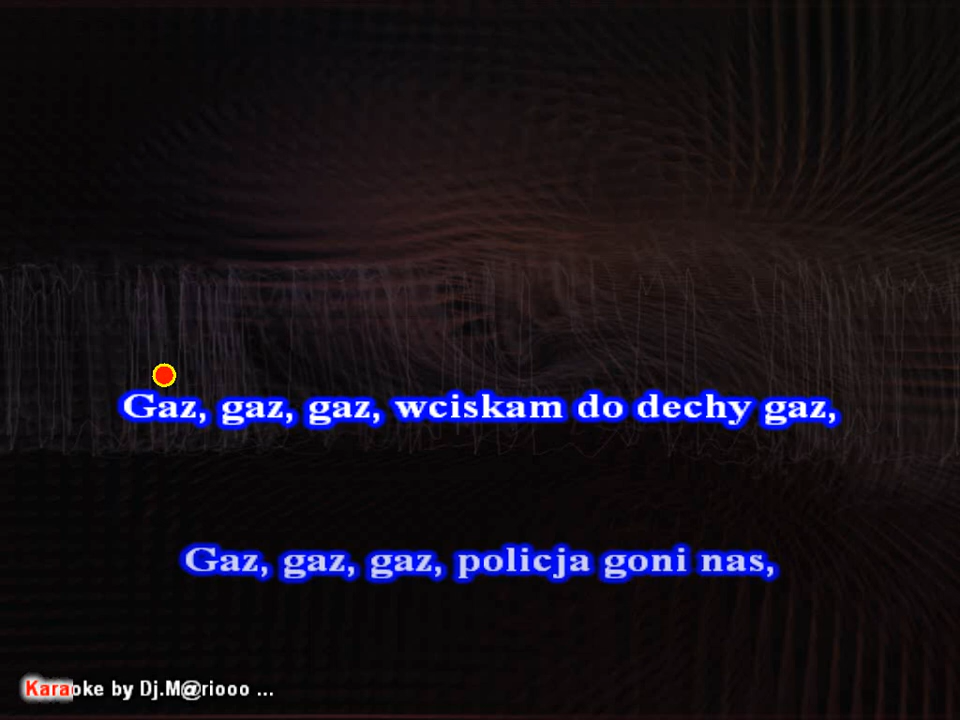 Gaz, gaz, gaz, wciskam do dechy gaz,
Gaz, gaz, gaz, policja goni nas,
Karaoke by Dj.M@riooo ...